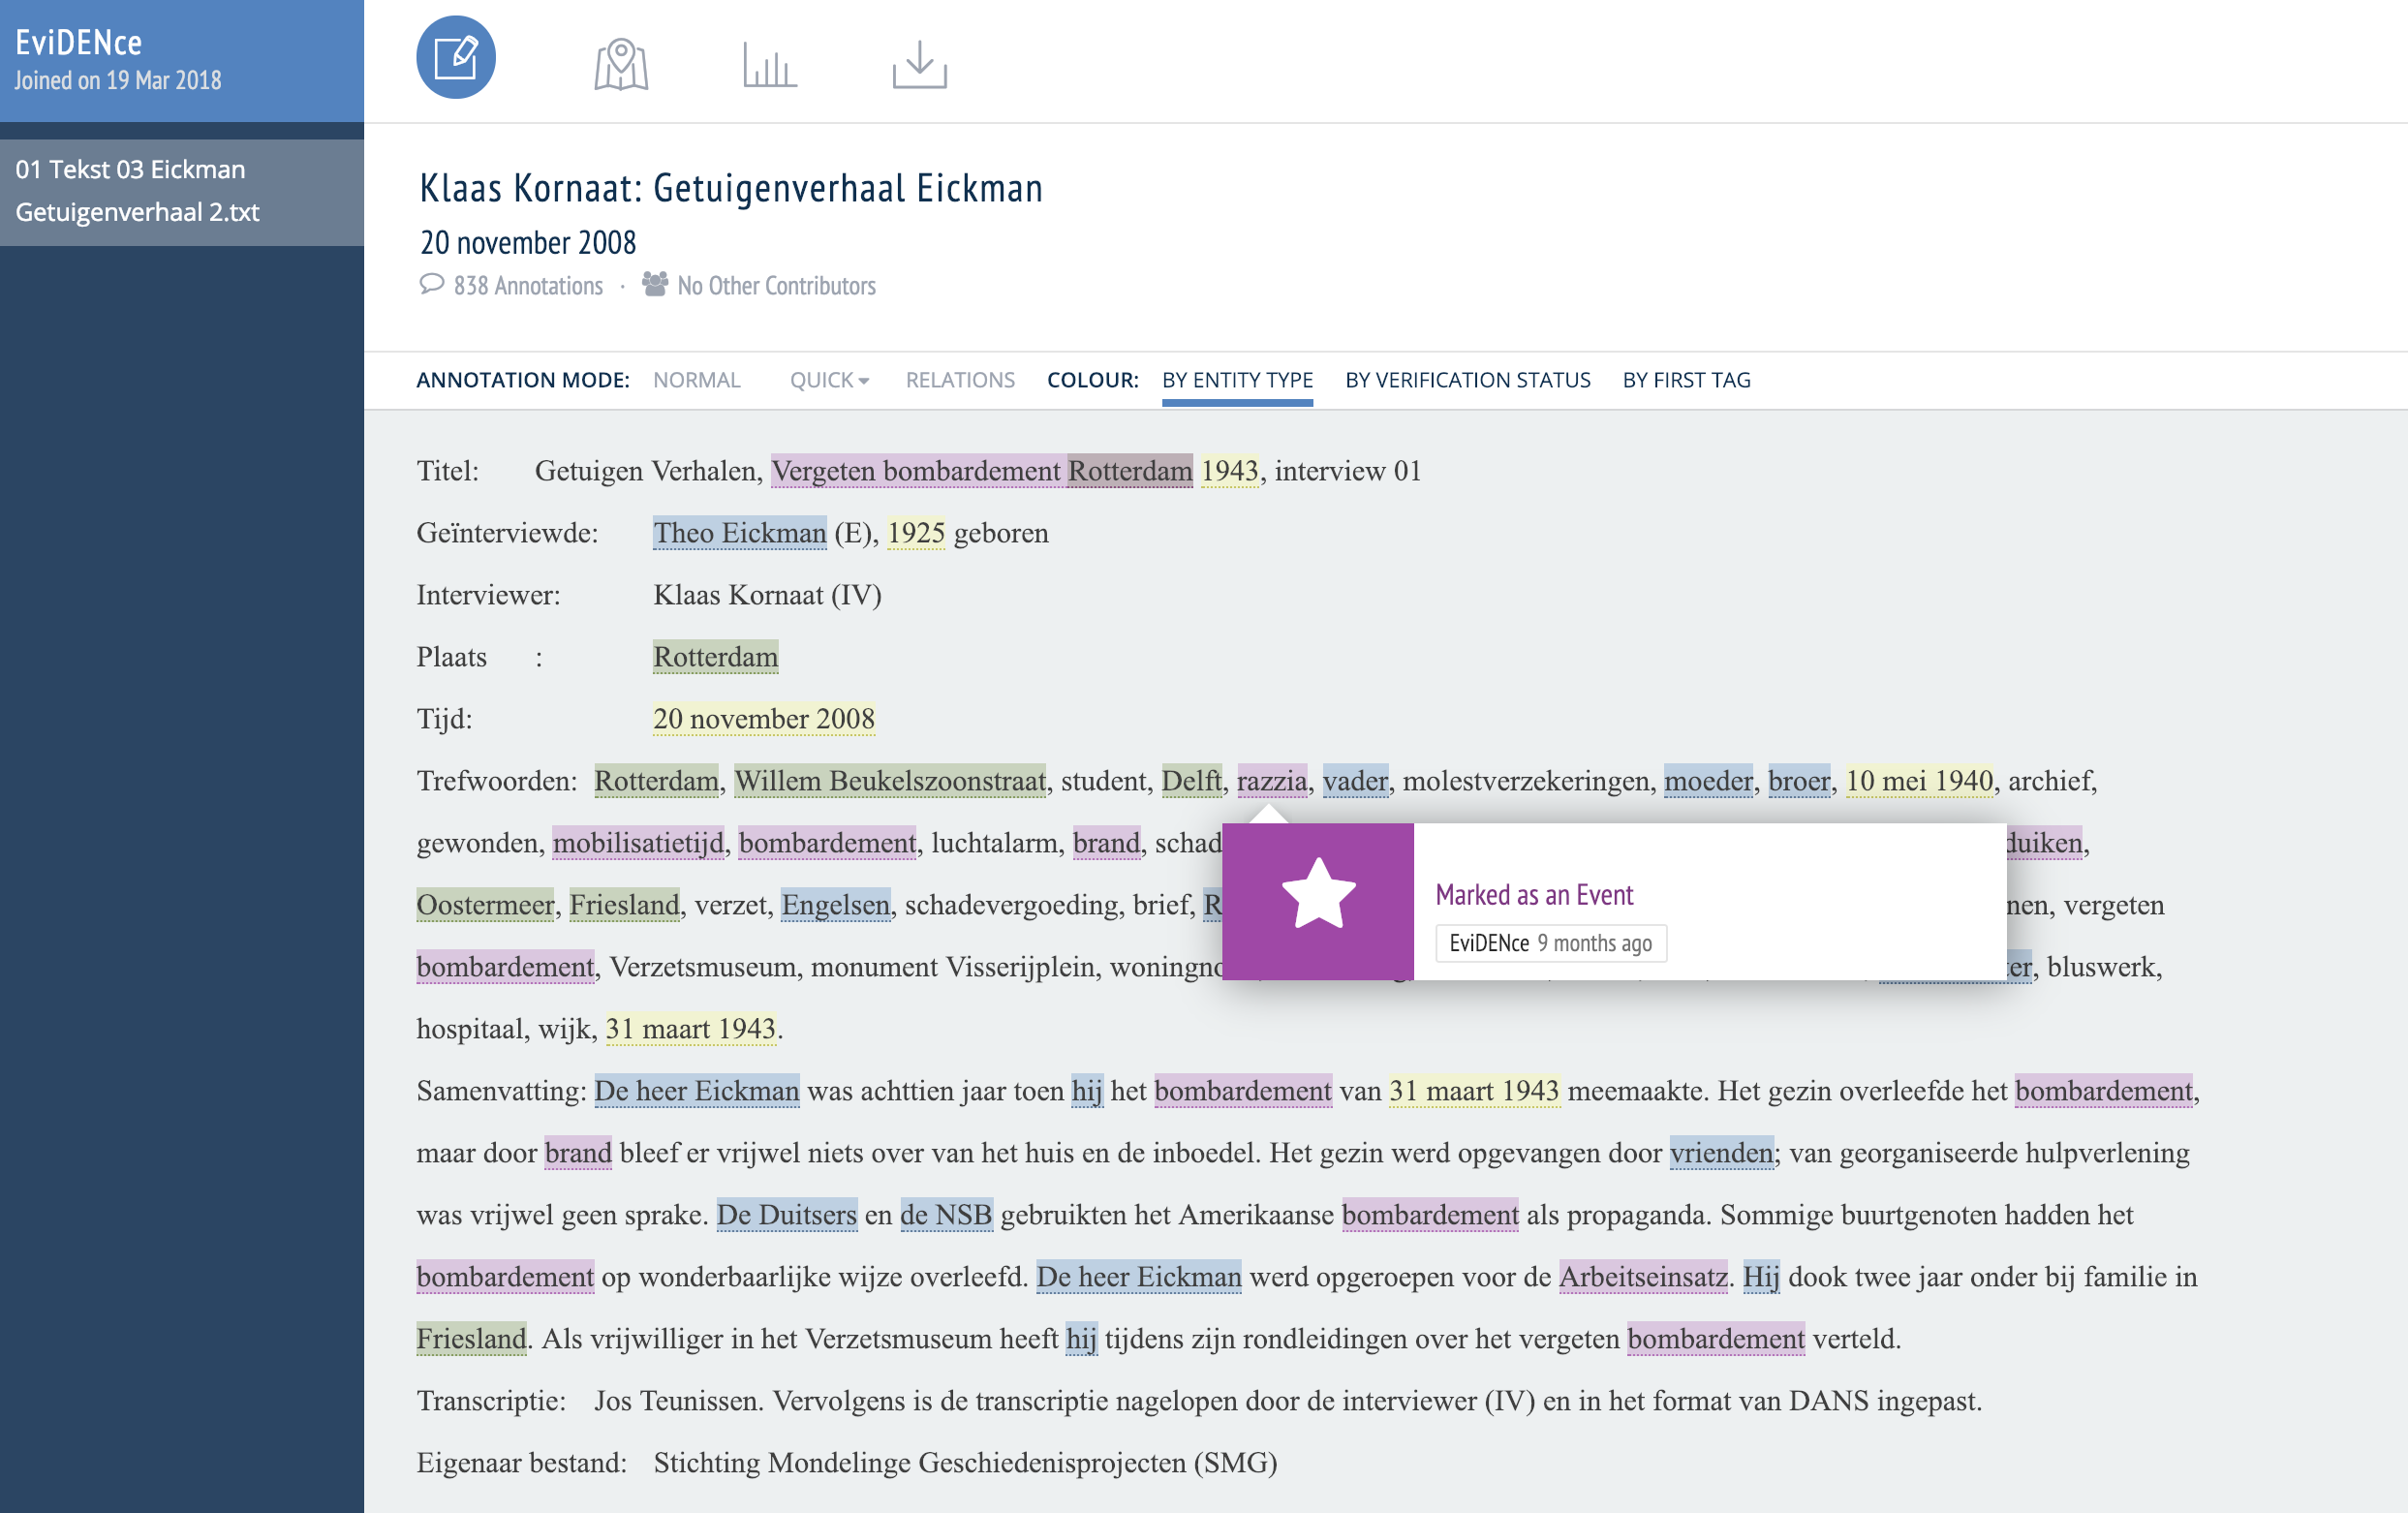 EviDENce
Joined on 19 Mar 2018
01 Tekst 03 Eickman
Getuigenverhaal 2.txt
Klaas Kornaat: Getuigenverhaal Eickman
20 november 2008
838 Annotations · No Other Contributors
ANNOTATION MODE: NORMAL QUICK RELATIONS COLOUR: BY ENTITY TYPE BY VERIFICATION STATUS BY FIRST TAG
Titel: Getuigen Verhalen, Vergeten bombardement Rotterdam 1943, interview 01
Geïnterviewde: Theo Eickman (E), 1925 geboren
Interviewer: Klaas Kornaat (IV)
Plaats : Rotterdam
Tijd: 20 november 2008
Trefwoorden: Rotterdam, Willem Beukelszoonstraat, student, Delft, razzia, vader, molestverzekeringen, moeder, broer, 10 mei 1940, archief,
gewonden, mobilisatietijd, bombardement, luchtalarm, brand, schad duiken,
Oostermeer, Friesland, verzet, Engelsen, schadevergoeding, brief, R nen, vergeten
bombardement, Verzetsmuseum, monument Visserijplein, woningno er, bluswerk,
hospitaal, wijk, 31 maart 1943.
Marked as an Event
EviDENce 9 months ago
Samenvatting: De heer Eickman was achttien jaar toen hij het bombardement van 31 maart 1943 meemaakte. Het gezin overleefde het bombardement,
maar door brand bleef er vrijwel niets over van het huis en de inboedel. Het gezin werd opgevangen door vrienden; van georganiseerde hulpverlening
was vrijwel geen sprake. De Duitsers en de NSB gebruikten het Amerikaanse bombardement als propaganda. Sommige buurtgenoten hadden het
bombardement op wonderbaarlijke wijze overleefd. De heer Eickman werd opgeroepen voor de Arbeitseinsatz. Hij dook twee jaar onder bij familie in
Friesland. Als vrijwilliger in het Verzetsmuseum heeft hij tijdens zijn rondleidingen over het vergeten bombardement verteld.
Transcriptie: Jos Teunissen. Vervolgens is de transcriptie nagelopen door de interviewer (IV) en in het format van DANS ingepast.
Eigenaar bestand: Stichting Mondelinge Geschiedenisprojecten (SMG)